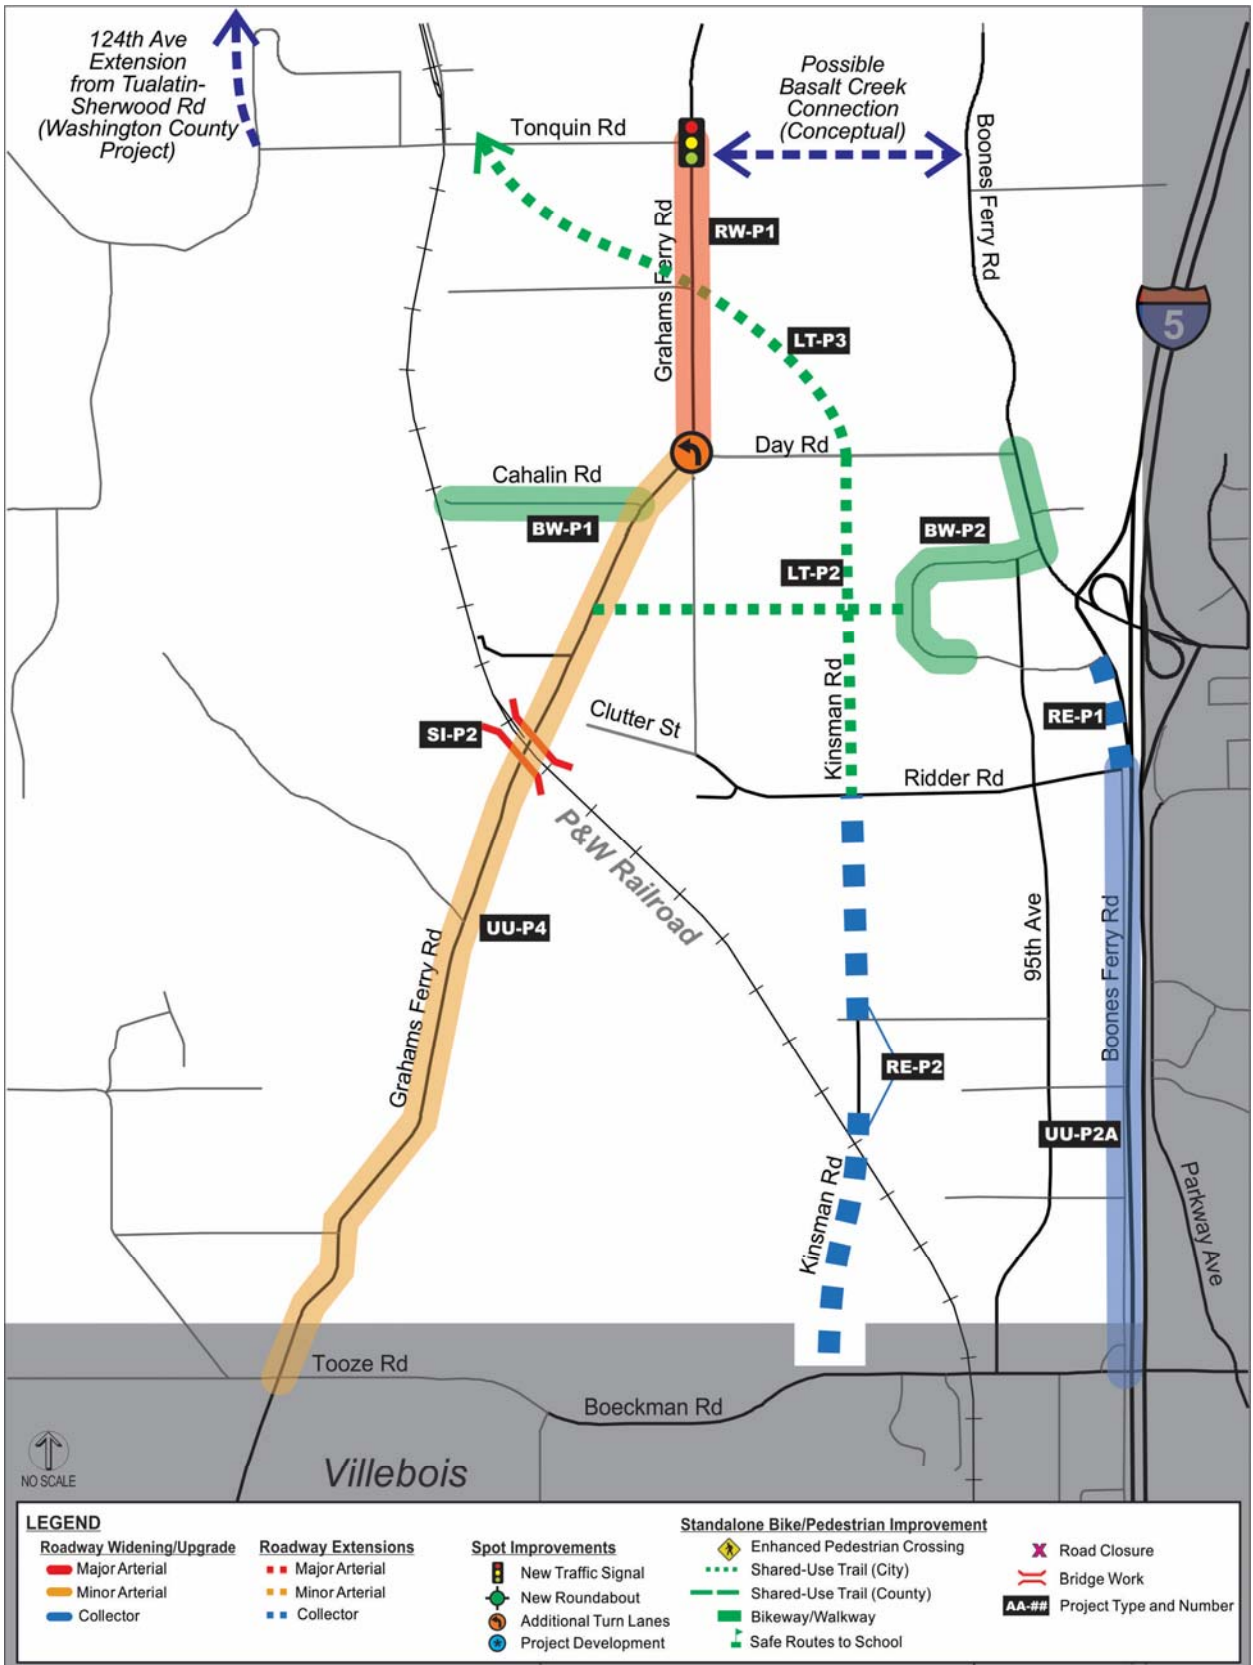 124th Ave
Extension
from Tualatin-
Sherwood Rd
(Washington County
Project)
Possible
Basalt Creek
Connection
(Conceptual)
Tonquin Rd
Boones Ferry Rd
Grahams Ferry Rd
RW-P1
5
LT-P3
Day Rd
Cahalin Rd
BW-P1
BW-P2
LT-P2
Kinsman Rd
Clutter St
RE-P1
SI-P2
Ridder Rd
P&W Railroad
UU-P4
95th Ave
Boones Ferry Rd
Grahams Ferry Rd
RE-P2
UU-P2A
Kinsman Rd
Parkway Ave
Tooze Rd
Boeckman Rd
NO SCALE
Villebois
LEGEND
Roadway Widening/Upgrade
Major Arterial
Minor Arterial
Collector
Roadway Extensions
Major Arterial
Minor Arterial
Collector
Spot Improvements
New Traffic Signal
New Roundabout
Additional Turn Lanes
Project Development
Standalone Bike/Pedestrian Improvement
Enhanced Pedestrian Crossing
Shared-Use Trail (City)
Shared-Use Trail (County)
Bikeway/Walkway
Safe Routes to School
Road Closure
Bridge Work
AA-## Project Type and Number